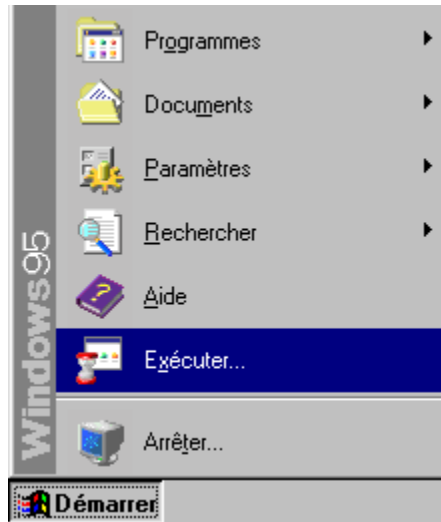 Programmes
Documents
Paramètres
Rechercher
Aide
Exécuter...
Arrêter...
Windows95
Démarrer